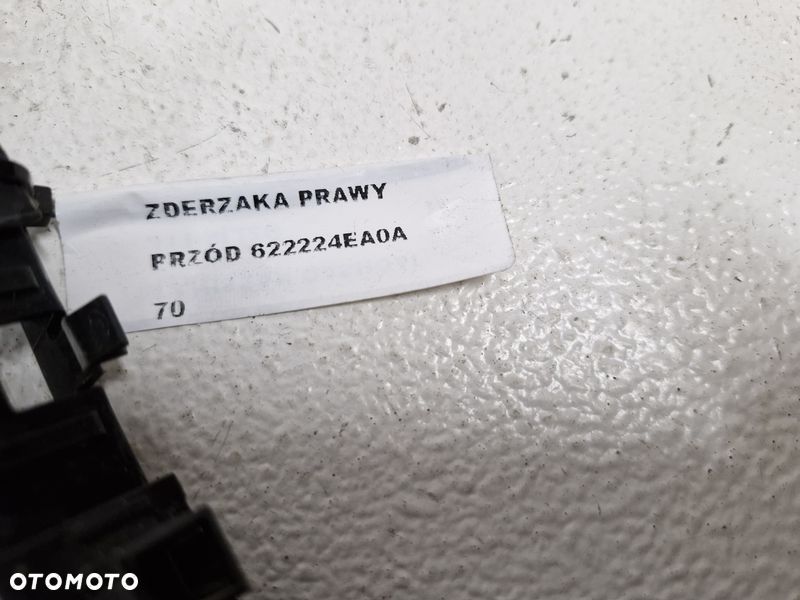 ZDERZAKA PRAWY
PRZÓD 622224EA0A
70
OTOMOTO